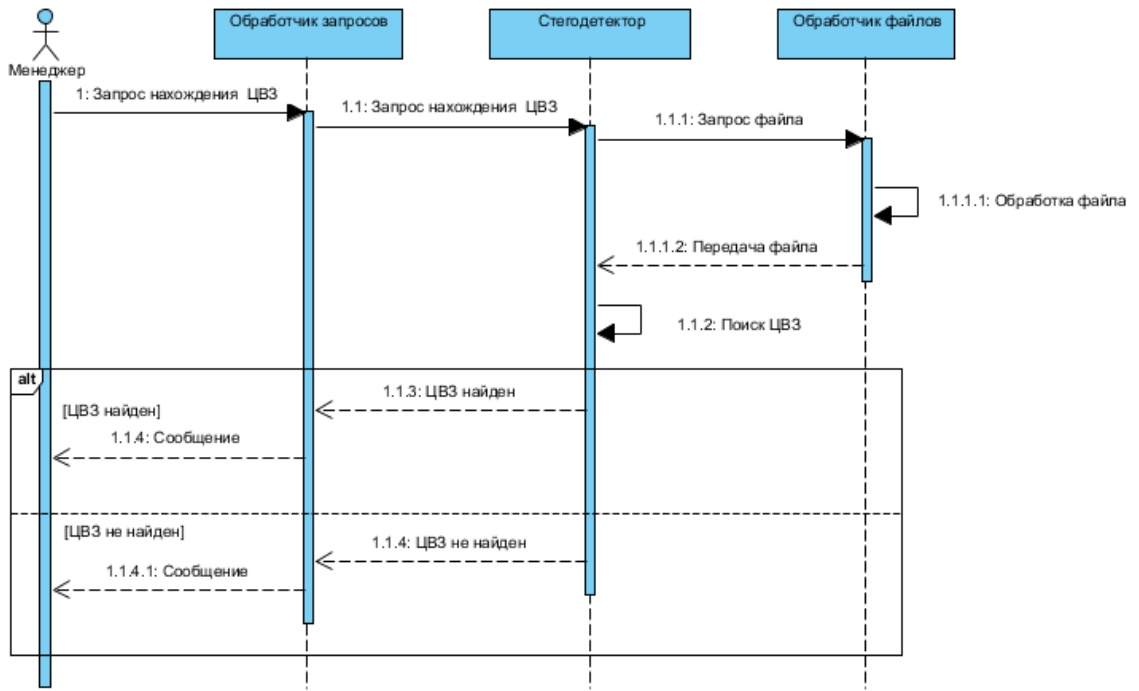 Обработчик запросов
Стегодетектор
Обработчик файлов
Менеджер
1: Запрос нахождения ЦВЗ
1.1: Запрос нахождения ЦВЗ
1.1.1: Запрос файла
1.1.1.1: Обработка файла
1.1.1.2: Передача файла
1.1.2: Поиск ЦВЗ
alt
1.1.3: ЦВЗ найден
[ЦВЗ найден]
1.1.4: Сообщение
[ЦВЗ не найден]
1.1.4: ЦВЗ не найден
1.1.4.1: Сообщение